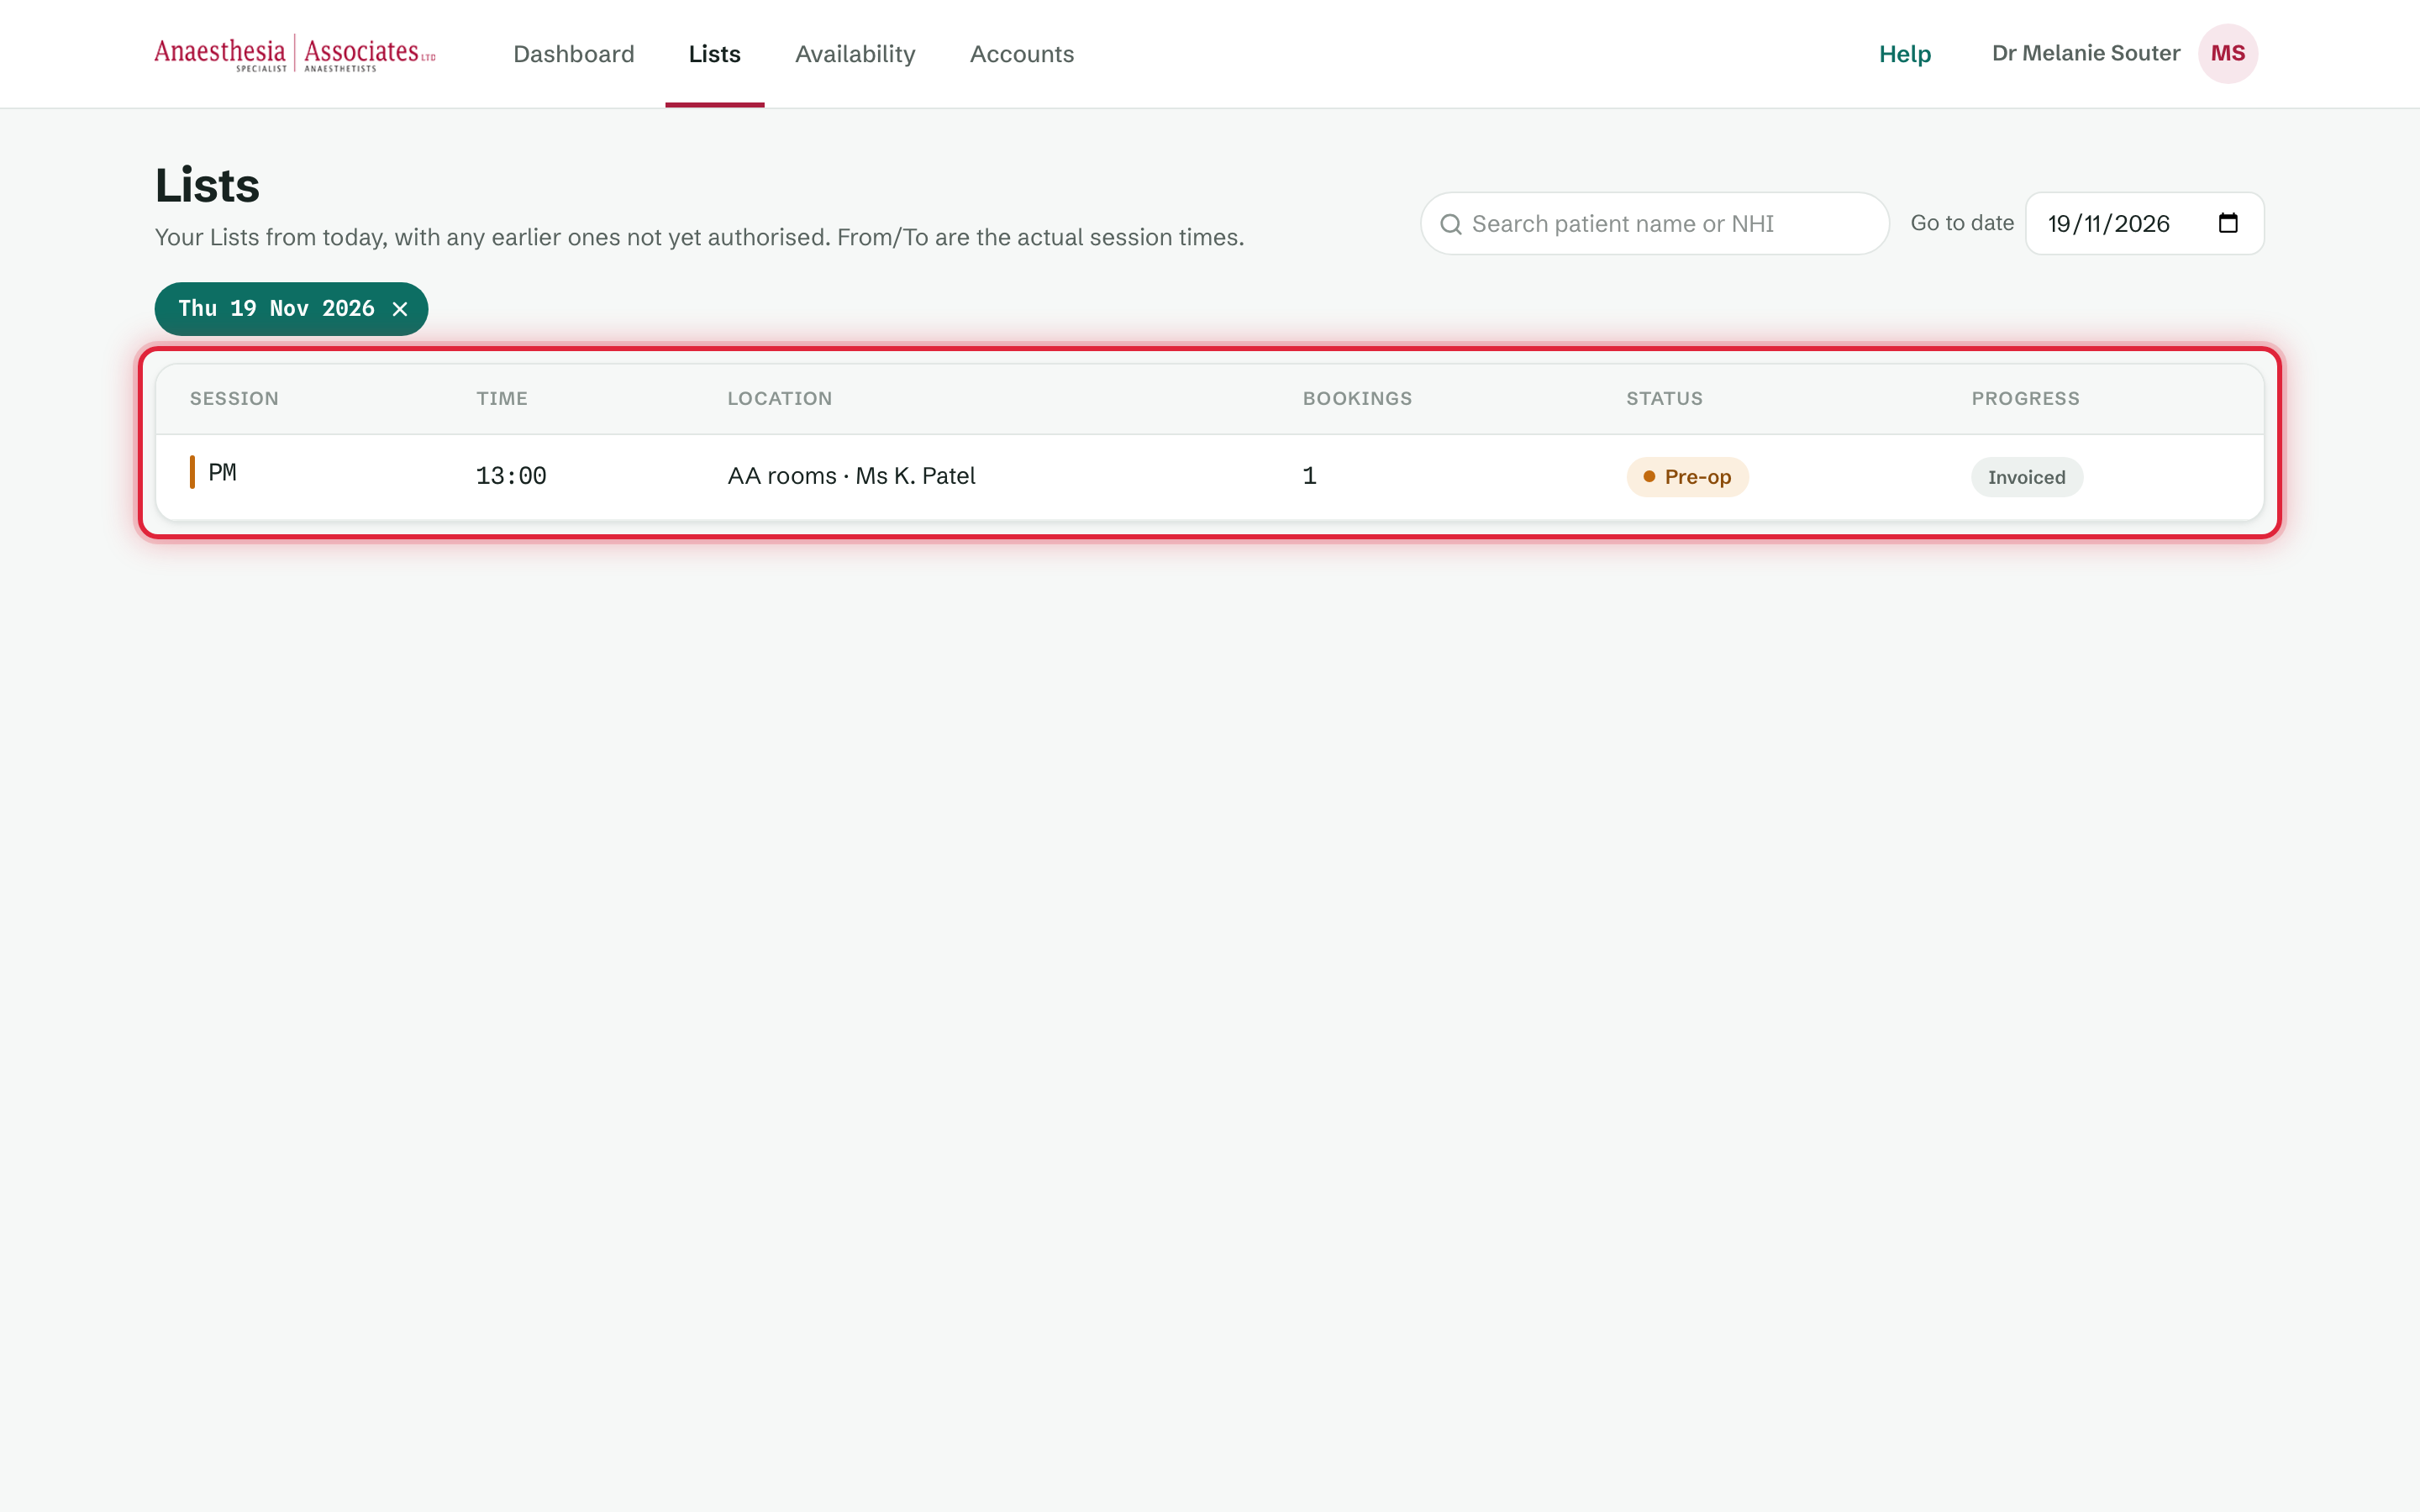 Anaesthesia | Associates LTD
SPECIALIST ANAESTHETISTS
Dashboard
Lists
Availability
Accounts
Help
Dr Melanie Souter
MS
Lists
Your Lists from today, with any earlier ones not yet authorised. From/To are the actual session times.
Search patient name or NHI
Go to date
19/11/2026
Thu 19 Nov 2026 ×
SESSION TIME LOCATION BOOKINGS STATUS PROGRESS
PM 13:00 AA rooms · Ms K. Patel 1 Pre-op Invoiced